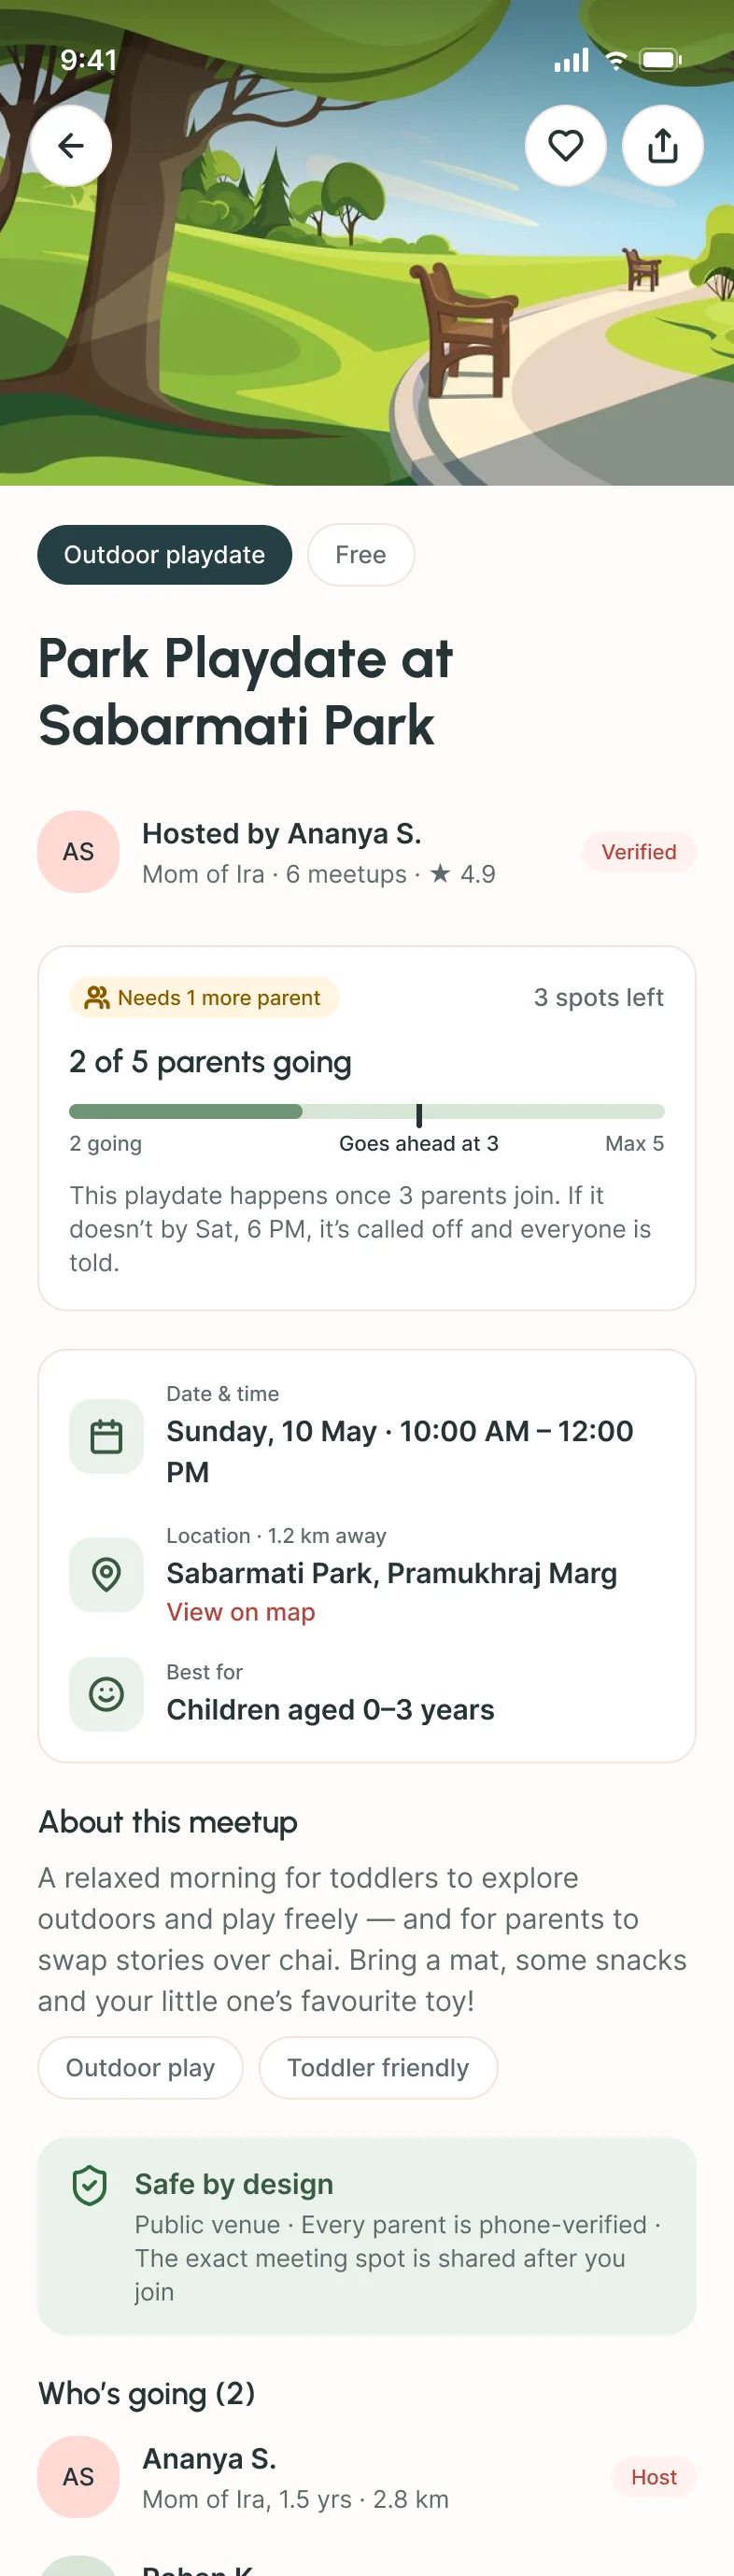 9:41
Outdoor playdate
Free
Park Playdate at
Sabarmati Park
AS
Hosted by Ananya S.
Mom of Ira · 6 meetups · ★ 4.9
Verified
Needs 1 more parent
3 spots left
2 of 5 parents going
2 going
Goes ahead at 3
Max 5
This playdate happens once 3 parents join. If it
doesn’t by Sat, 6 PM, it’s called off and everyone is
told.
Date & time
Sunday, 10 May · 10:00 AM – 12:00
PM
Location · 1.2 km away
Sabarmati Park, Pramukhraj Marg
View on map
Best for
Children aged 0–3 years
About this meetup
A relaxed morning for toddlers to explore
outdoors and play freely — and for parents to
swap stories over chai. Bring a mat, some snacks
and your little one’s favourite toy!
Outdoor play
Toddler friendly
Safe by design
Public venue · Every parent is phone-verified ·
The exact meeting spot is shared after you
join
Who’s going (2)
AS
Ananya S.
Mom of Ira, 1.5 yrs · 2.8 km
Host